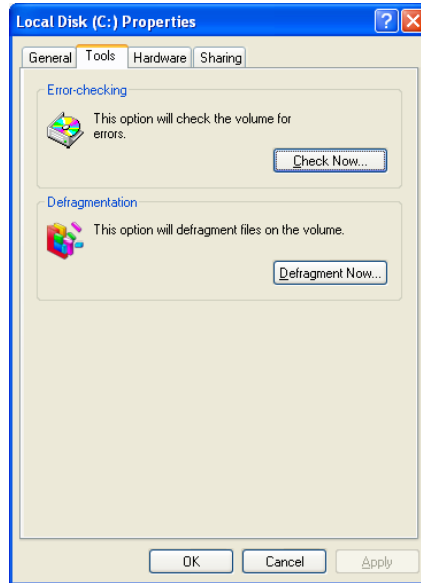 Local Disk (C:) Properties
General Tools Hardware Sharing
Error-checking
This option will check the volume for
errors.
Check Now...
Defragmentation
This option will defragment files on the volume.
Defragment Now...
OK Cancel Apply